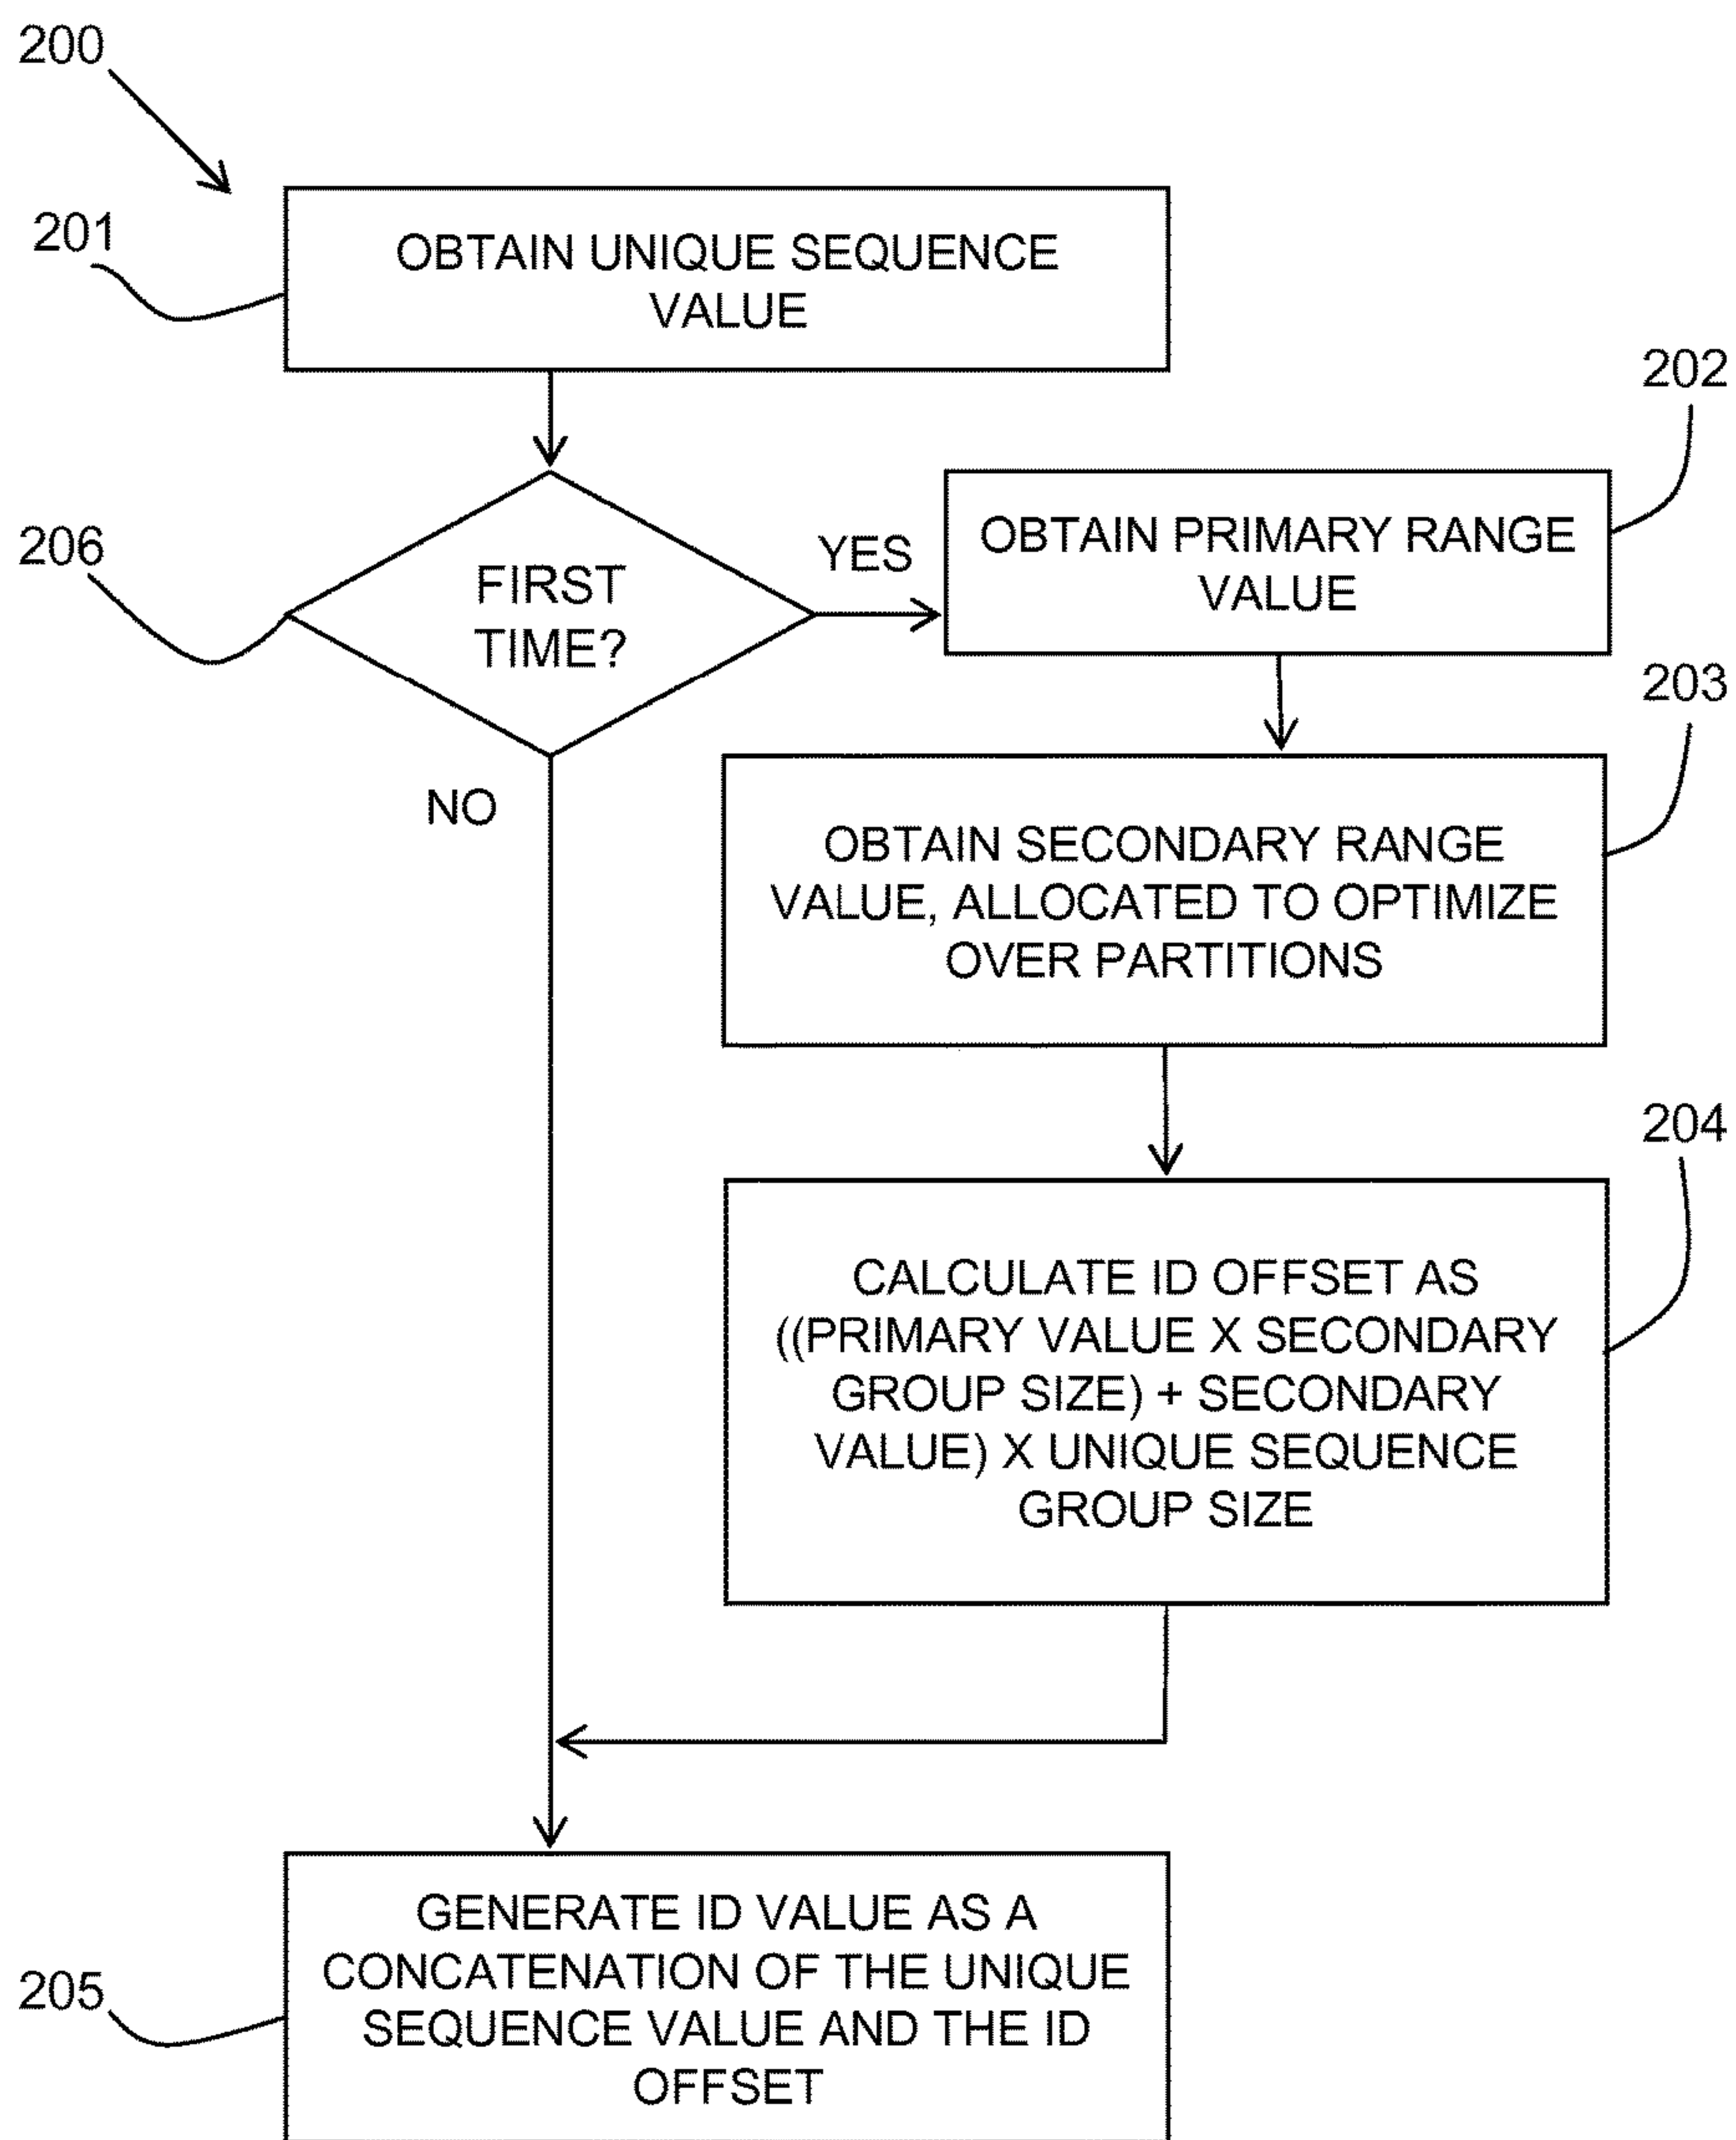 200
201
OBTAIN UNIQUE SEQUENCE
VALUE
202
206
FIRST
TIME?
YES
OBTAIN PRIMARY RANGE
VALUE
203
NO
OBTAIN SECONDARY RANGE
VALUE, ALLOCATED TO OPTIMIZE
OVER PARTITIONS
204
CALCULATE ID OFFSET AS
((PRIMARY VALUE X SECONDARY
GROUP SIZE) + SECONDARY
VALUE) X UNIQUE SEQUENCE
GROUP SIZE
205
GENERATE ID VALUE AS A
CONCATENATION OF THE UNIQUE
SEQUENCE VALUE AND THE ID
OFFSET